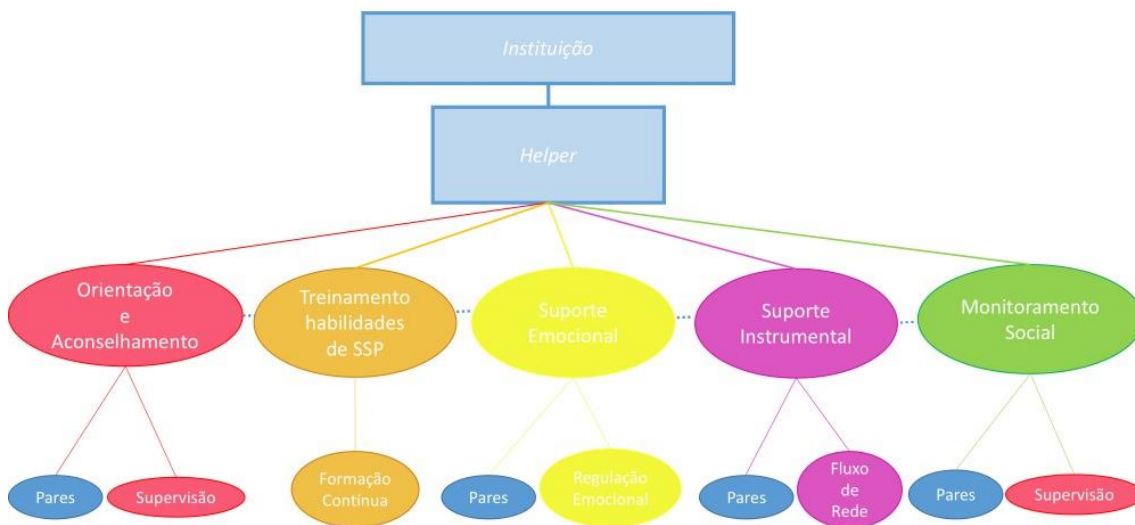 Instituição
Helper
Orientação
e
Aconselhamento
Treinamento
habilidades
de SSP
Suporte
Emocional
Suporte
Instrumental
Monitoramento
Social
Pares
Supervisão
Formação
Contínua
Pares
Regulação
Emocional
Pares
Fluxo
de
Rede
Pares
Supervisão